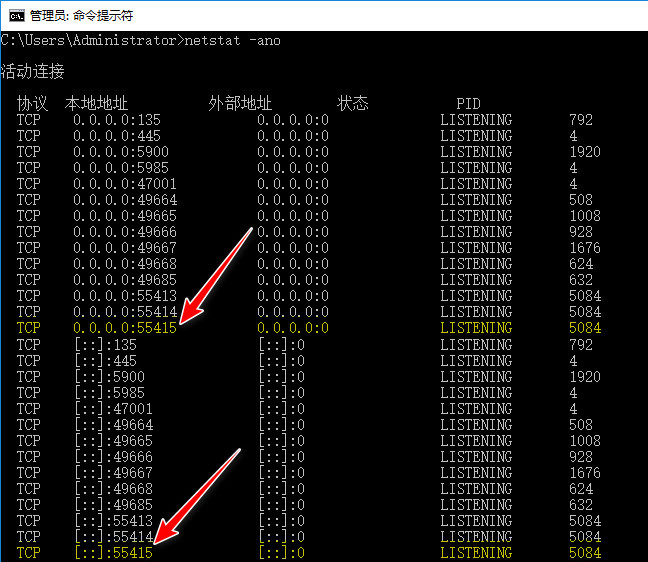 管理员: 命令提示符
C:\Users\Administrator>netstat -ano
活动连接
协议 本地地址 外部地址 状态 PID
TCP 0.0.0.0:135 0.0.0.0:0 LISTENING 792
TCP 0.0.0.0:445 0.0.0.0:0 LISTENING 4
TCP 0.0.0.0:5900 0.0.0.0:0 LISTENING 1920
TCP 0.0.0.0:5985 0.0.0.0:0 LISTENING 4
TCP 0.0.0.0:47001 0.0.0.0:0 LISTENING 4
TCP 0.0.0.0:49664 0.0.0.0:0 LISTENING 508
TCP 0.0.0.0:49665 0.0.0.0:0 LISTENING 1008
TCP 0.0.0.0:49666 0.0.0.0:0 LISTENING 928
TCP 0.0.0.0:49667 0.0.0.0:0 LISTENING 1676
TCP 0.0.0.0:49668 0.0.0.0:0 LISTENING 624
TCP 0.0.0.0:49685 0.0.0.0:0 LISTENING 632
TCP 0.0.0.0:55413 0.0.0.0:0 LISTENING 5084
TCP 0.0.0.0:55414 0.0.0.0:0 LISTENING 5084
TCP 0.0.0.0:55415 0.0.0.0:0 LISTENING 5084
TCP [::]:135 [::]:0 LISTENING 792
TCP [::]:445 [::]:0 LISTENING 4
TCP [::]:5900 [::]:0 LISTENING 1920
TCP [::]:5985 [::]:0 LISTENING 4
TCP [::]:47001 [::]:0 LISTENING 4
TCP [::]:49664 [::]:0 LISTENING 508
TCP [::]:49665 [::]:0 LISTENING 1008
TCP [::]:49666 [::]:0 LISTENING 928
TCP [::]:49667 [::]:0 LISTENING 1676
TCP [::]:49668 [::]:0 LISTENING 624
TCP [::]:49685 [::]:0 LISTENING 632
TCP [::]:55413 [::]:0 LISTENING 5084
TCP [::]:55414 [::]:0 LISTENING 5084
TCP [::]:55415 [::]:0 LISTENING 5084